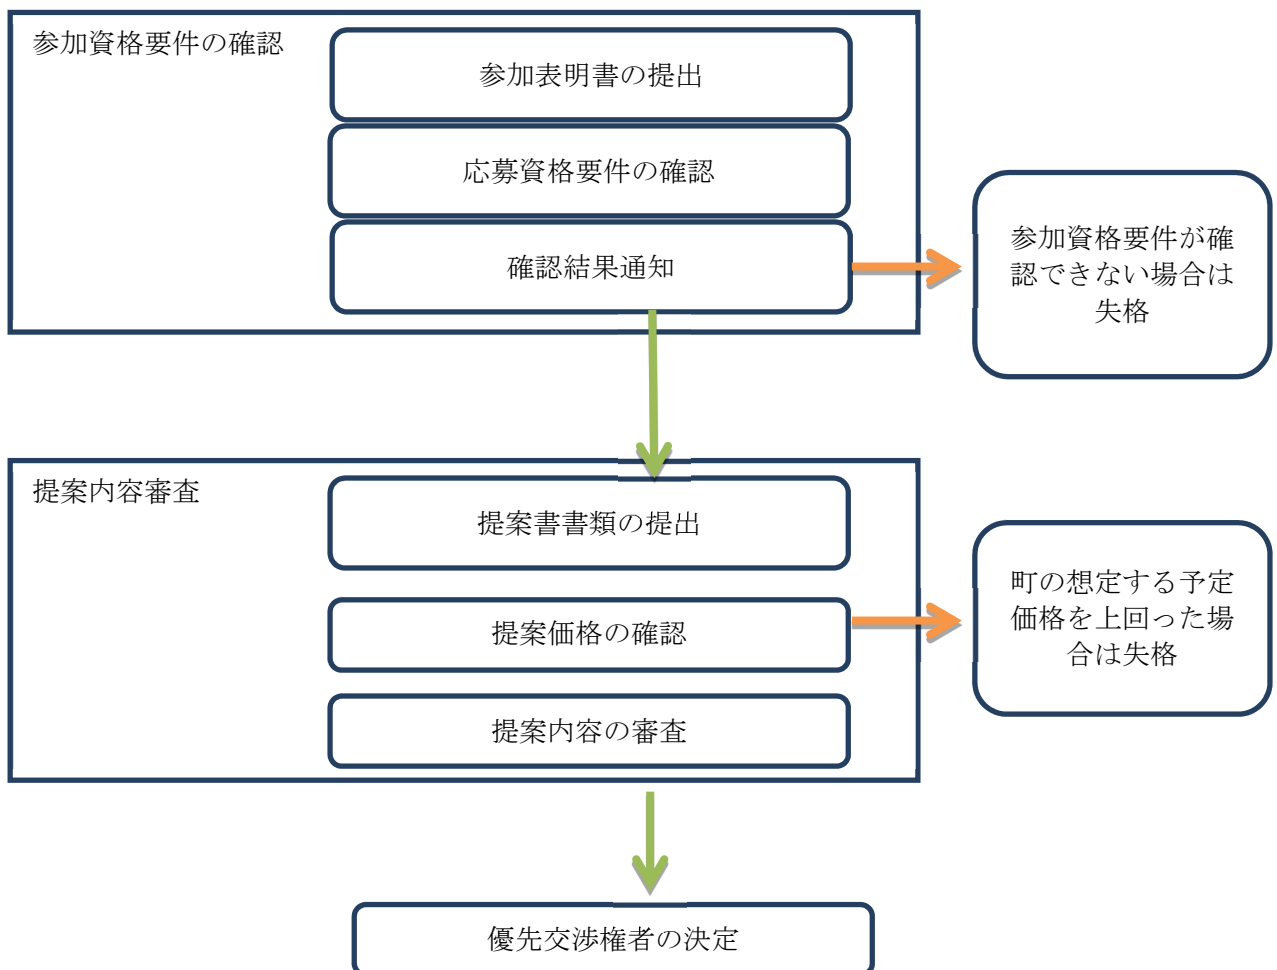 参加資格要件の確認
参加表明書の提出
応募資格要件の確認
確認結果通知
参加資格要件が確
認できない場合は
失格
提案内容審査
提案書書類の提出
提案価格の確認
町の想定する予定
価格を上回った場
合は失格
提案内容の審査
優先交渉権者の決定